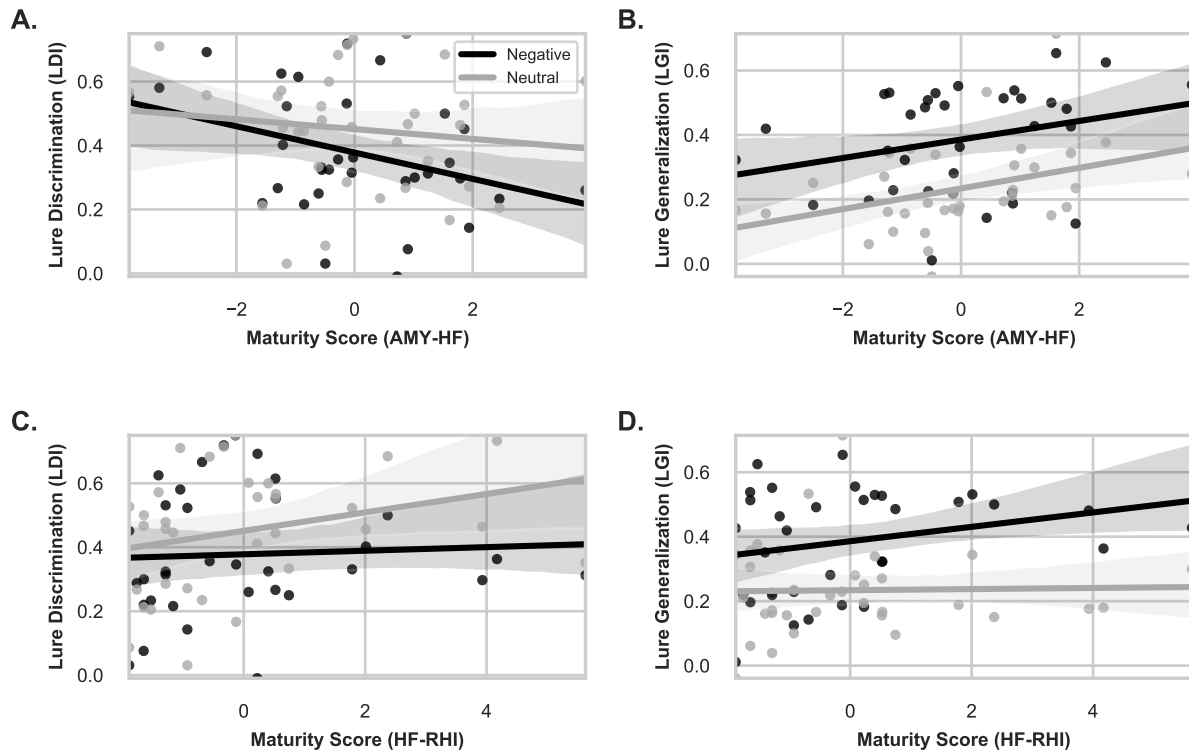 A.
B.
Lure Discrimination (LDI)
0.6
0.4
0.2
0.0
Negative
Neutral
−2
0
2
Maturity Score (AMY-HF)
Lure Generalization (LGI)
0.6
0.4
0.2
0.0
−2
0
2
Maturity Score (AMY-HF)
C.
D.
Lure Discrimination (LDI)
0.6
0.4
0.2
0.0
0
2
4
Maturity Score (HF-RHI)
Lure Generalization (LGI)
0.6
0.4
0.2
0.0
0
2
4
Maturity Score (HF-RHI)